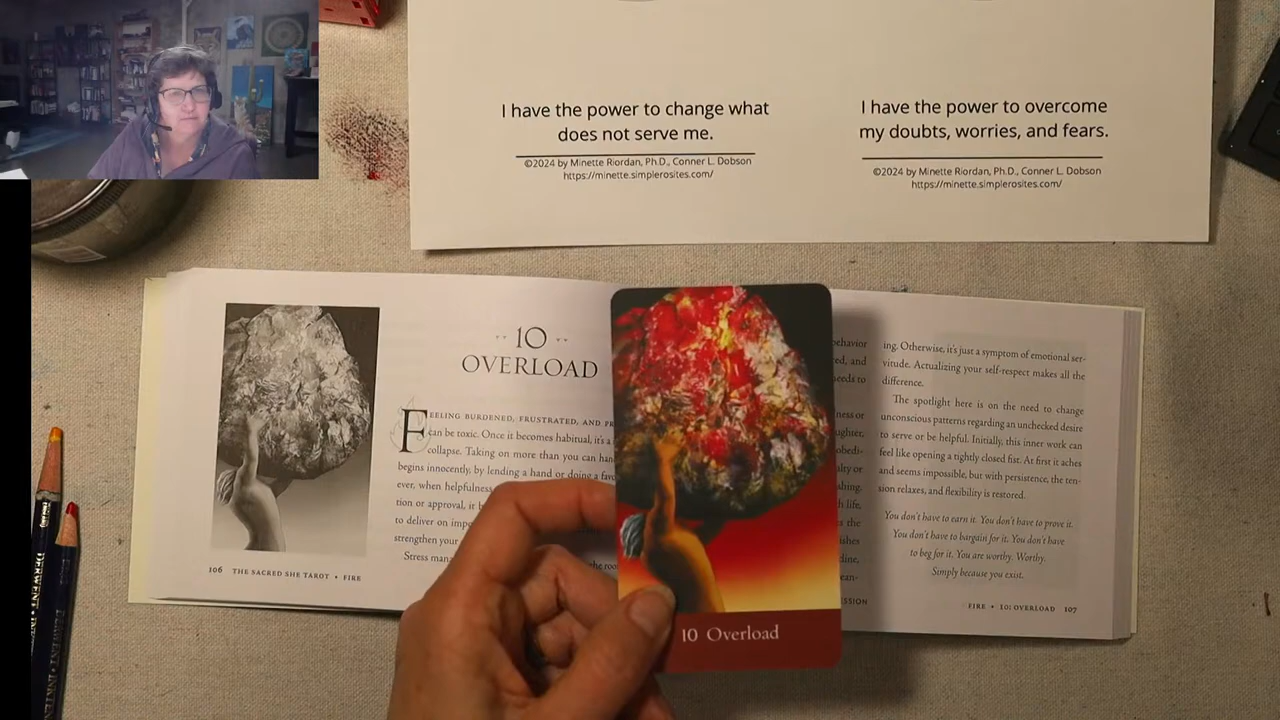 I have the power to change what
does not serve me.
©2024 by Minette Riordan, Ph.D., Conner L. Dobson
https://minette.simplerosites.com/
I have the power to overcome
my doubts, worries, and fears.
©2024 by Minette Riordan, Ph.D., Conner L. Dobson
https://minette.simplerosites.com/
10
OVERLOAD
FEELING BURDENED, FRUSTRATED, AND
can be toxic. Once it becomes habitual, it's a
collapse. Taking on more than you can
begins innocently, by lending a hand or doing a
ever, when helpfulness
tion or approval, it
to deliver on
strengthen your
Stress
106 THE SACRED SHE TAROT • FIRE
10 Overload
ing. Otherwise, it's just a symptom of emotional ser-
vitude. Actualizing your self-respect makes all the
difference.
The spotlight here is on the need to change
unconscious patterns regarding an unchecked desire
to serve or be helpful. Initially, this inner work can
feel like opening a tightly closed fist. At first it aches
and seems impossible, but with persistence, the ten-
sion relaxes, and flexibility is restored.
You don't have to earn it. You don't have to prove it.
You don't have to bargain for it. You don't have
to beg for it. You are worthy. Worthy.
Simply because you exist.
FIRE • 10: OVERLOAD 107
DERWENT